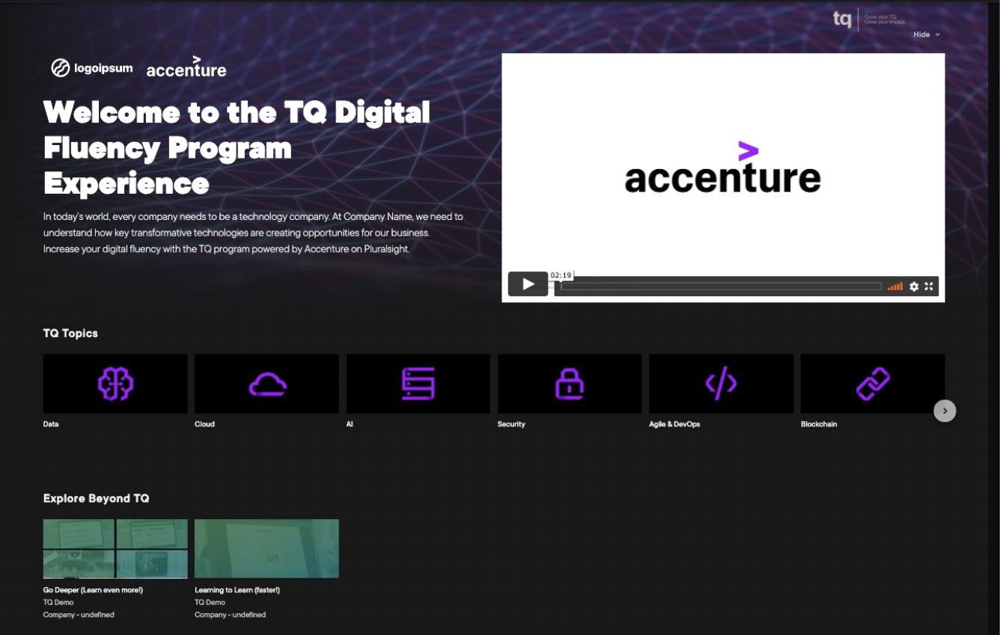 tq
Grow your TQ.
Grow your impact.
Hide
logoipsum
accenture
Welcome to the TQ Digital
Fluency Program
Experience
In today's world, every company needs to be a technology company. At Company Name, we need to
understand how key transformative technologies are creating opportunities for our business.
Increase your digital fluency with the TQ program powered by Accenture on Pluralsight.
accenture
02:19
TQ Topics
Data
Cloud
AI
Security
Agile & DevOps
Blockchain
Explore Beyond TQ
UX
Go Deeper (Learn even more!)
TQ Demo
Company - undefined
Learning to Learn (faster!)
TQ Demo
Company - undefined